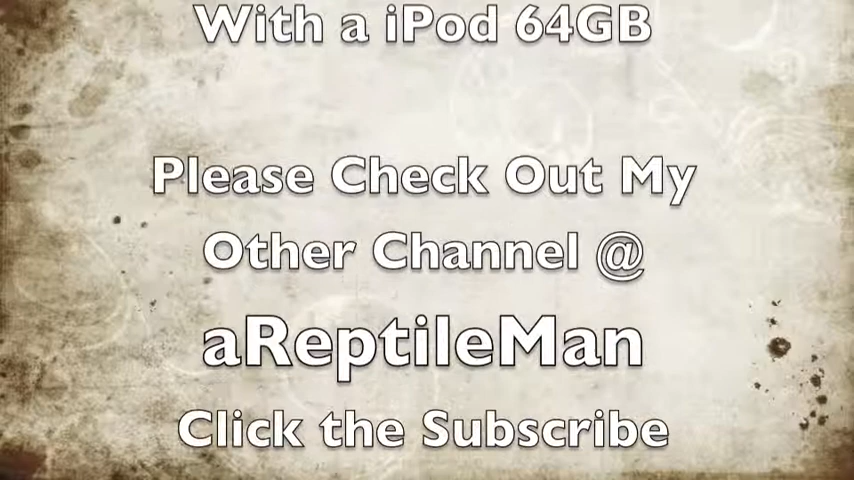 With a iPod 64GB
Please Check Out My
Other Channel @
aReptileMan
Click the Subscribe